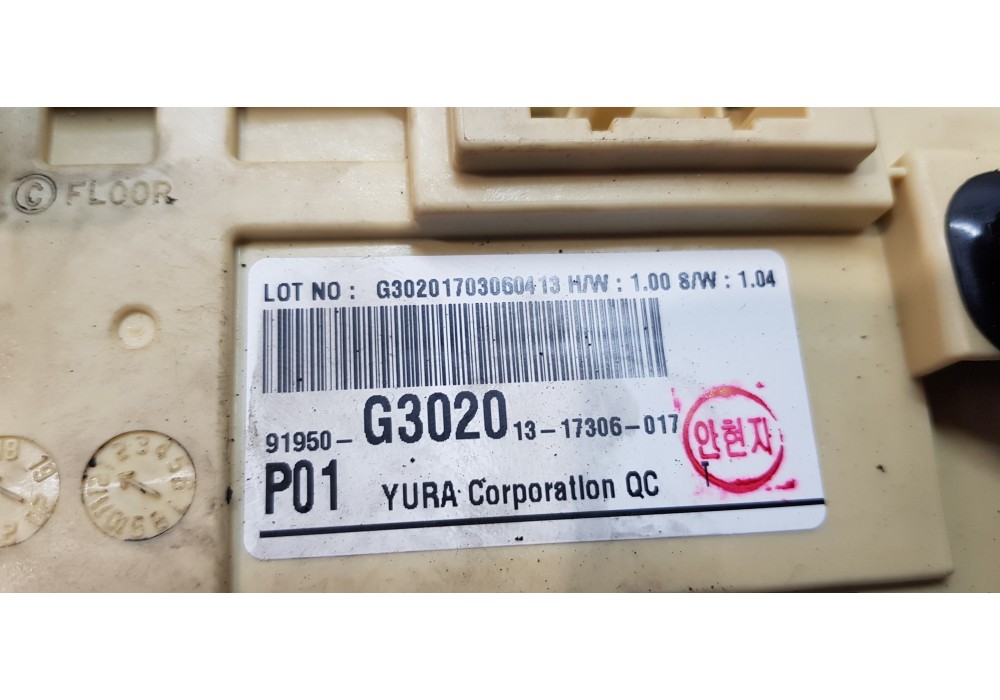 © FLOOR
LOT NO : G30201703060413 H/W : 1.00 S/W : 1.04
91950- G3020 13-17306-017
안현자
P01 YURA Corporation QC T